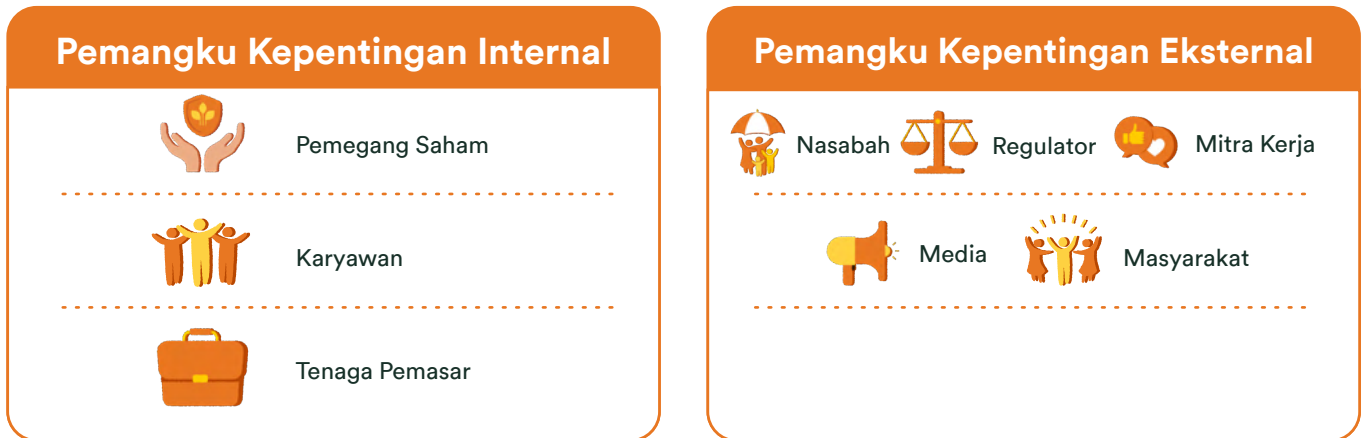 Pemangku Kepentingan Internal
Pemegang Saham
Karyawan
Tenaga Pemasar
Pemangku Kepentingan Eksternal
Nasabah
Regulator
Mitra Kerja
Media
Masyarakat